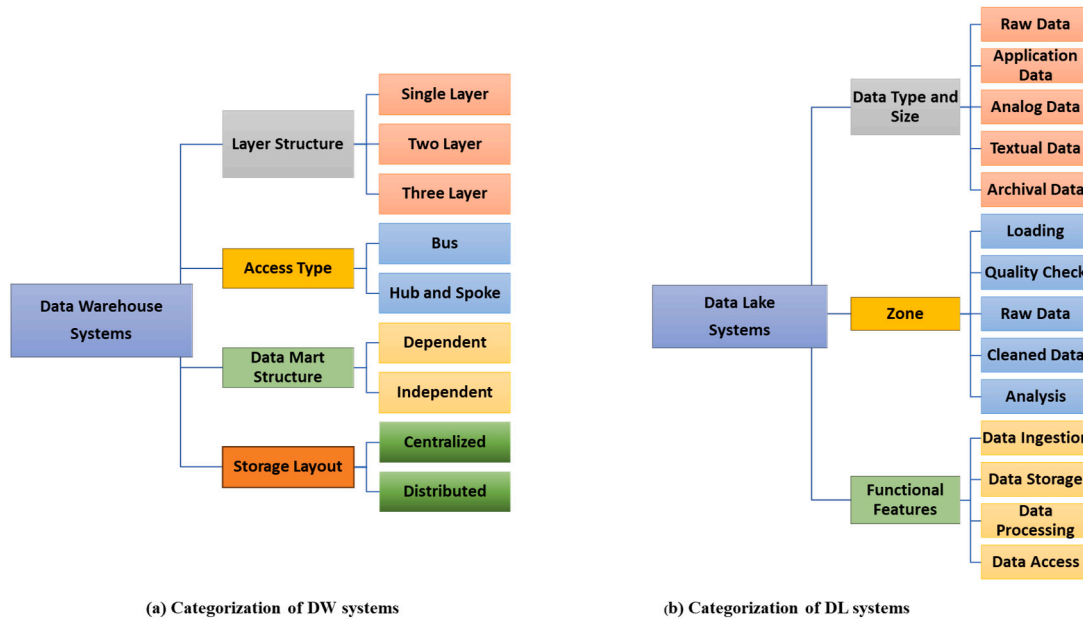 Data Warehouse
Systems
Layer Structure
Single Layer
Two Layer
Three Layer
Access Type
Bus
Hub and Spoke
Data Mart
Structure
Dependent
Independent
Storage Layout
Centralized
Distributed
(a) Categorization of DW systems
Data Lake
Systems
Data Type and
Size
Raw Data
Application
Data
Analog Data
Textual Data
Archival Data
Zone
Loading
Quality Check
Raw Data
Cleaned Data
Analysis
Functional
Features
Data Ingestion
Data Storage
Data
Processing
Data Access
(b) Categorization of DL systems